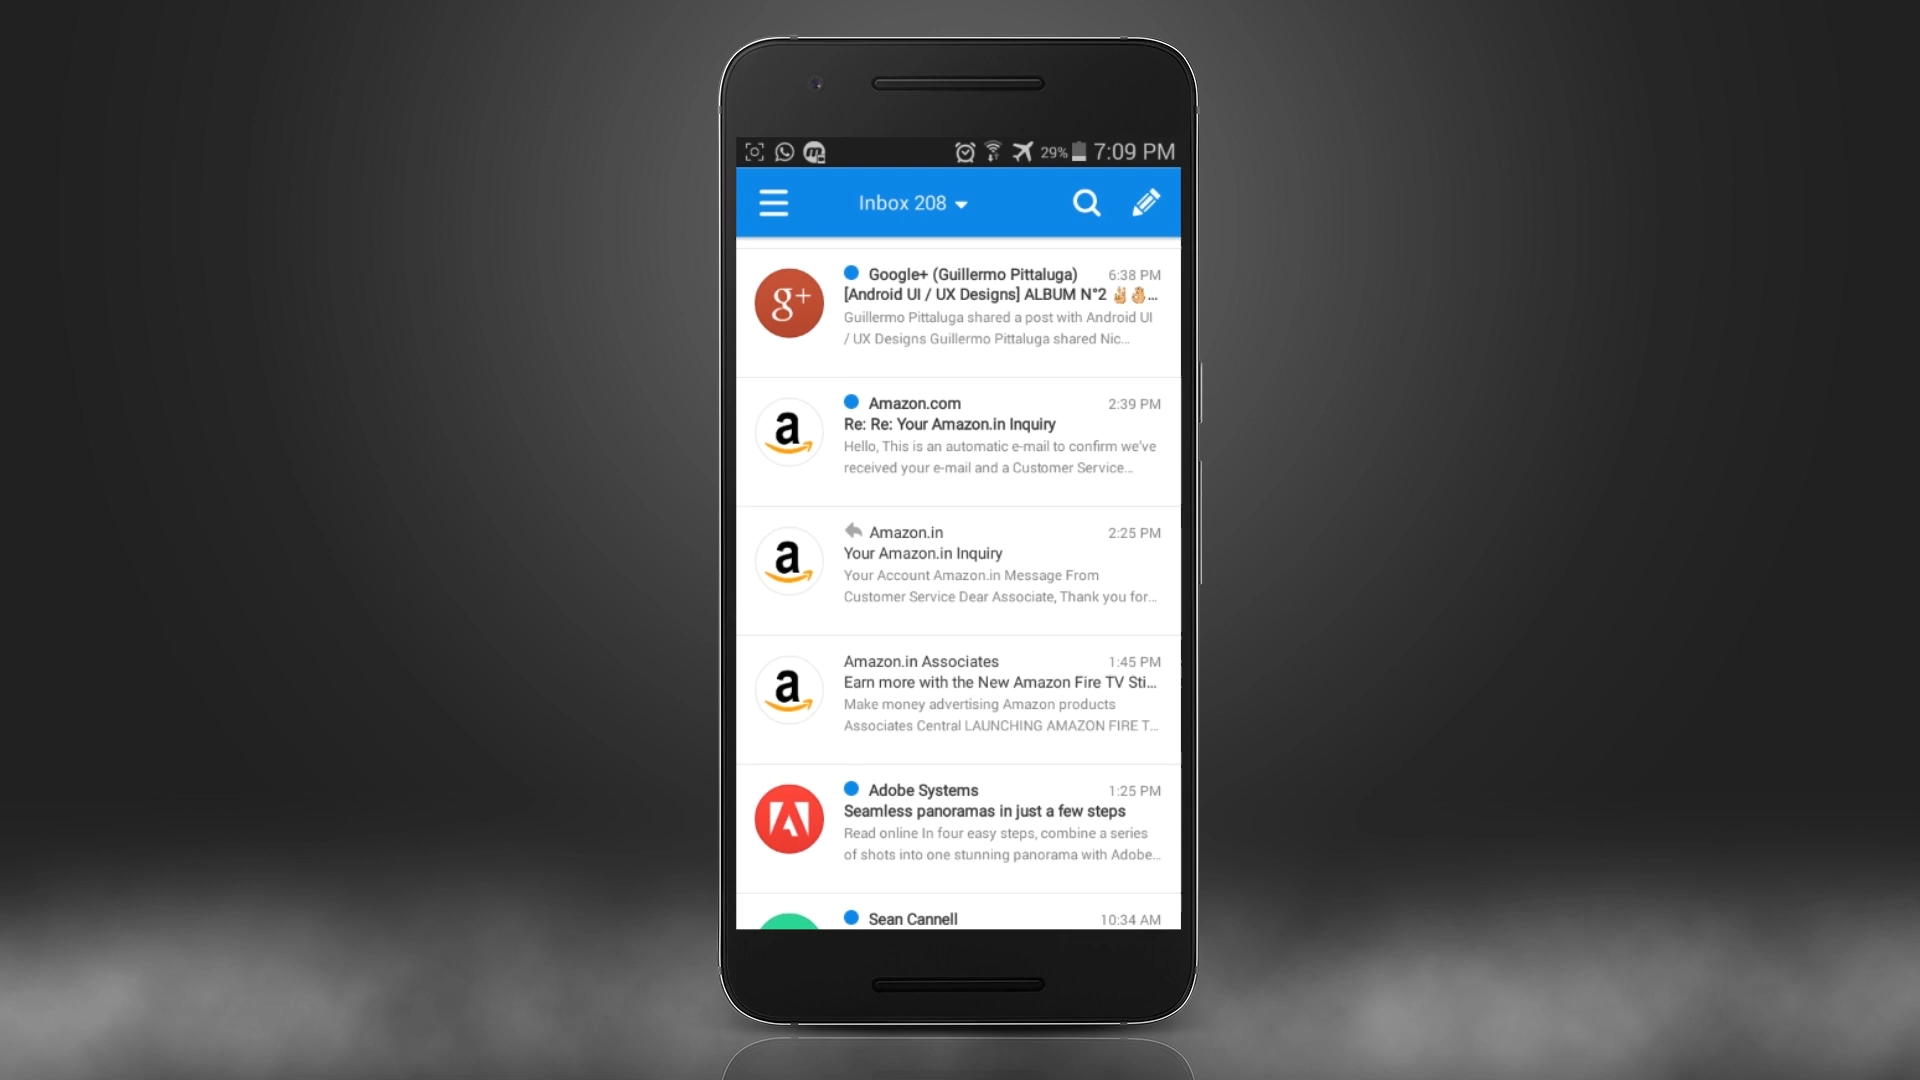 29% 7:09 PM
Inbox 208
Google+ (Guillermo Pittaluga) 6:38 PM
[Android UI / UX Designs] ALBUM N°2 ✌👌...
Guillermo Pittaluga shared a post with Android UI
/ UX Designs Guillermo Pittaluga shared Nic...
g+
Amazon.com 2:39 PM
Re: Re: Your Amazon.in Inquiry
Hello, This is an automatic e-mail to confirm we've
received your e-mail and a Customer Service...
a
Amazon.in 2:25 PM
Your Amazon.in Inquiry
Your Account Amazon.in Message From
Customer Service Dear Associate, Thank you for...
a
Amazon.in Associates 1:45 PM
Earn more with the New Amazon Fire TV Sti...
Make money advertising Amazon products
Associates Central LAUNCHING AMAZON FIRE T...
a
Adobe Systems 1:25 PM
Seamless panoramas in just a few steps
Read online In four easy steps, combine a series
of shots into one stunning panorama with Adobe...
Sean Cannell 10:34 AM